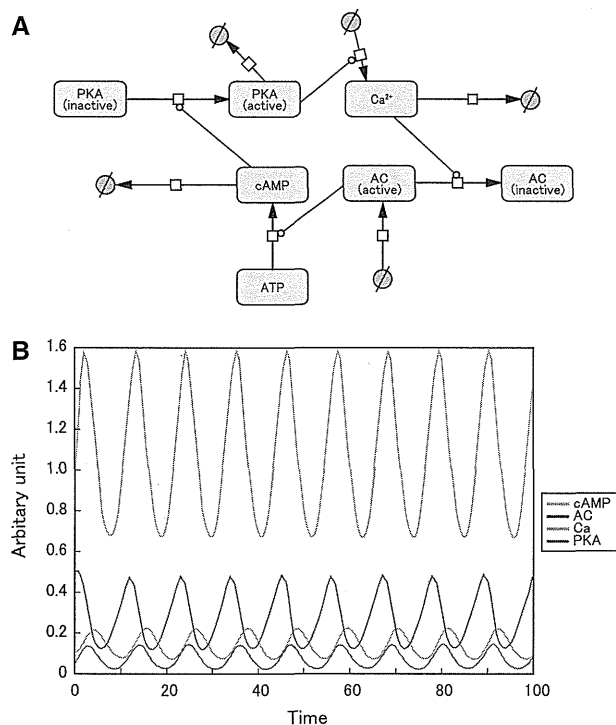 A
PKA
(inactive)
PKA
(active)
Ca²⁺
cAMP
AC
(active)
AC
(inactive)
ATP
B
Arbitary unit
1.6
1.4
1.2
1.0
0.8
0.6
0.4
0.2
0
0
20
40
60
80
100
Time
cAMP
AC
Ca
PKA